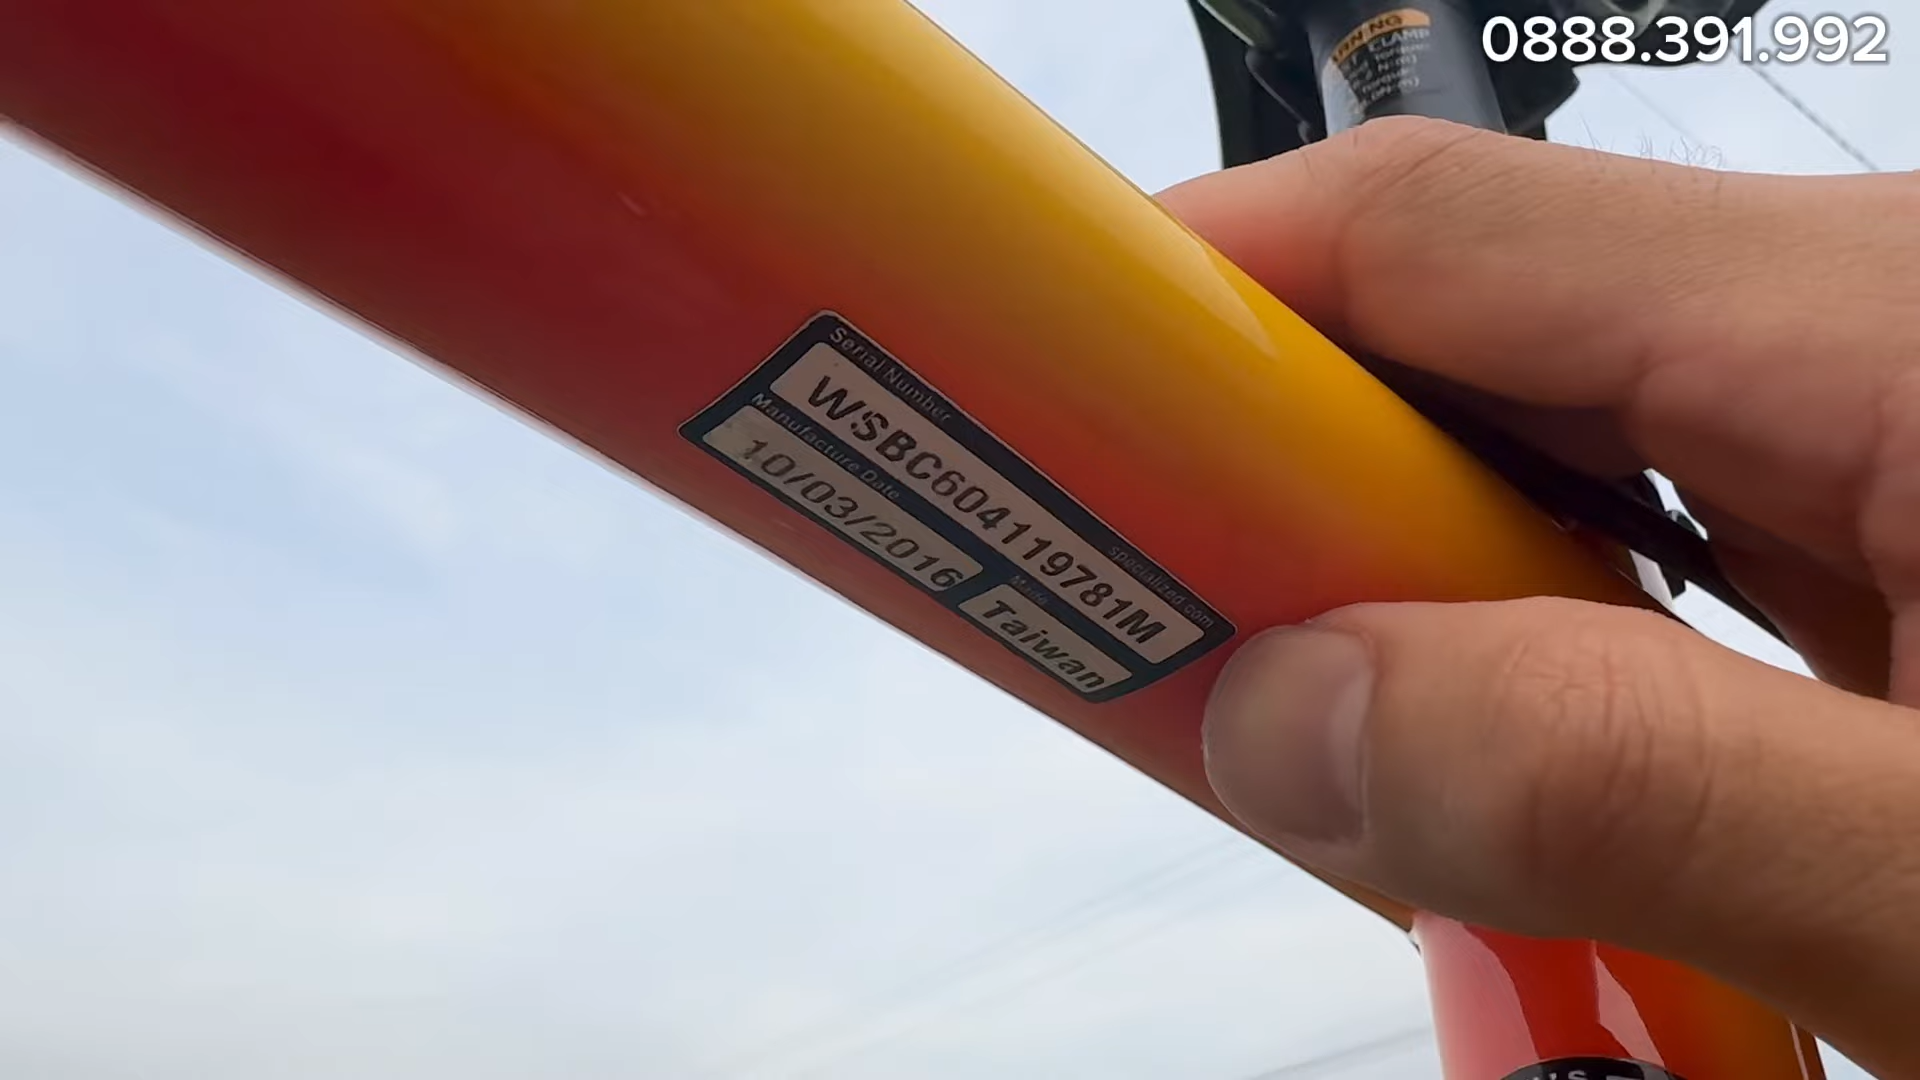 0888.391.992
CLAMP
Serial Number
WSBC604119781M
specialized.com
Manufacture Date
10/03/2016
Made
Taiwan